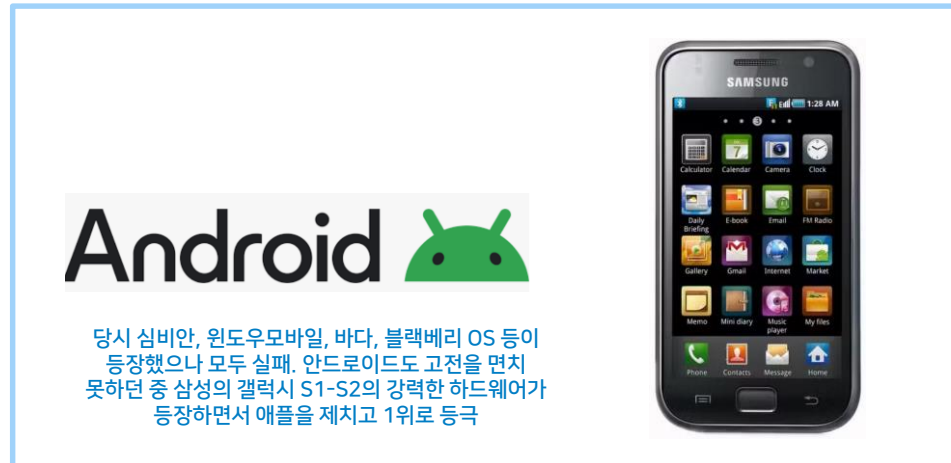 SAMSUNG
1:28 AM
3
Calculator Calendar Camera Clock
7
Daily Briefing E-book Email FM Radio
Gallery Gmail Internet Market
Memo Mini diary Music player My files
Phone Contacts Message Home
Android
당시 심비안, 윈도우모바일, 바다, 블랙베리 OS 등이
등장했으나 모두 실패. 안드로이드도 고전을 면치
못하던 중 삼성의 갤럭시 S1-S2의 강력한 하드웨어가
등장하면서 애플을 제치고 1위로 등극